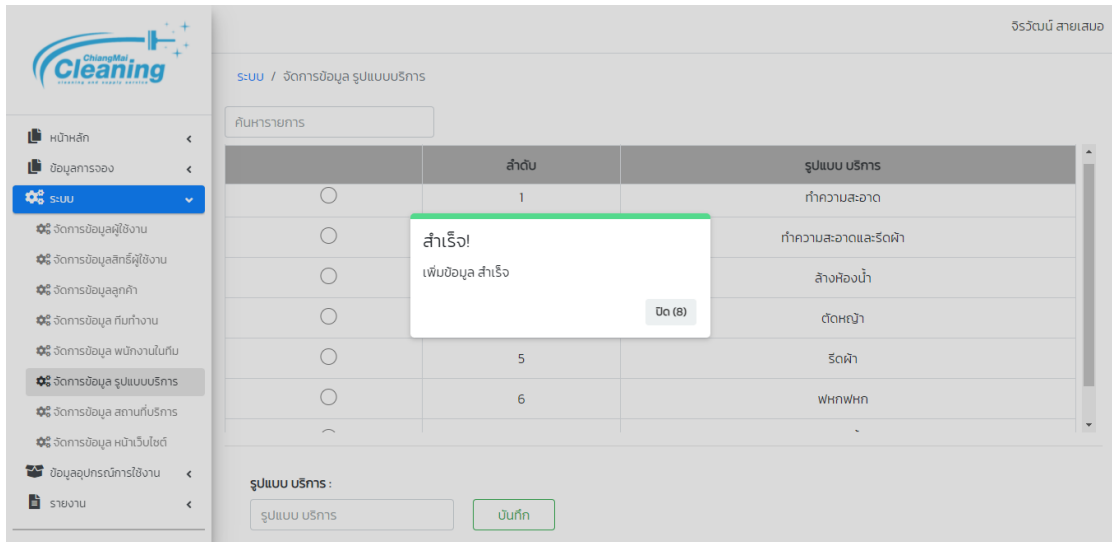 จิรวัฒน์ สายเสมอ
ChiangMai
Cleaning
cleaning and supply service
ระบบ / จัดการข้อมูล รูปแบบบริการ
ค้นหารายการ
หน้าหลัก
ข้อมูลการจอง
ระบบ
จัดการข้อมูลผู้ใช้งาน
จัดการข้อมูลสิทธิ์ผู้ใช้งาน
จัดการข้อมูลลูกค้า
จัดการข้อมูล ทีมทำงาน
จัดการข้อมูล พนักงานในทีม
จัดการข้อมูล รูปแบบบริการ
จัดการข้อมูล สถานที่บริการ
จัดการข้อมูล หน้าเว็บไซต์
ข้อมูลอุปกรณ์การใช้งาน
รายงาน
ลำดับ รูปแบบ บริการ
1 ทำความสะอาด
ทำความสะอาดและรีดผ้า
ล้างห้องน้ำ
ตัดหญ้า
5 รีดผ้า
6 ฟหกฟหก
สำเร็จ!
เพิ่มข้อมูล สำเร็จ
ปิด (8)
รูปแบบ บริการ :
รูปแบบ บริการ
บันทึก